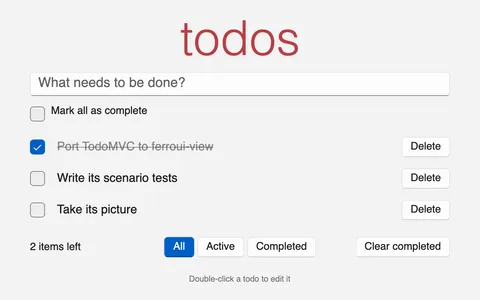 todos
What needs to be done?
Mark all as complete
Port TodoMVC to ferroui-view Delete
Write its scenario tests Delete
Take its picture Delete
2 items left All Active Completed Clear completed
Double-click a todo to edit it